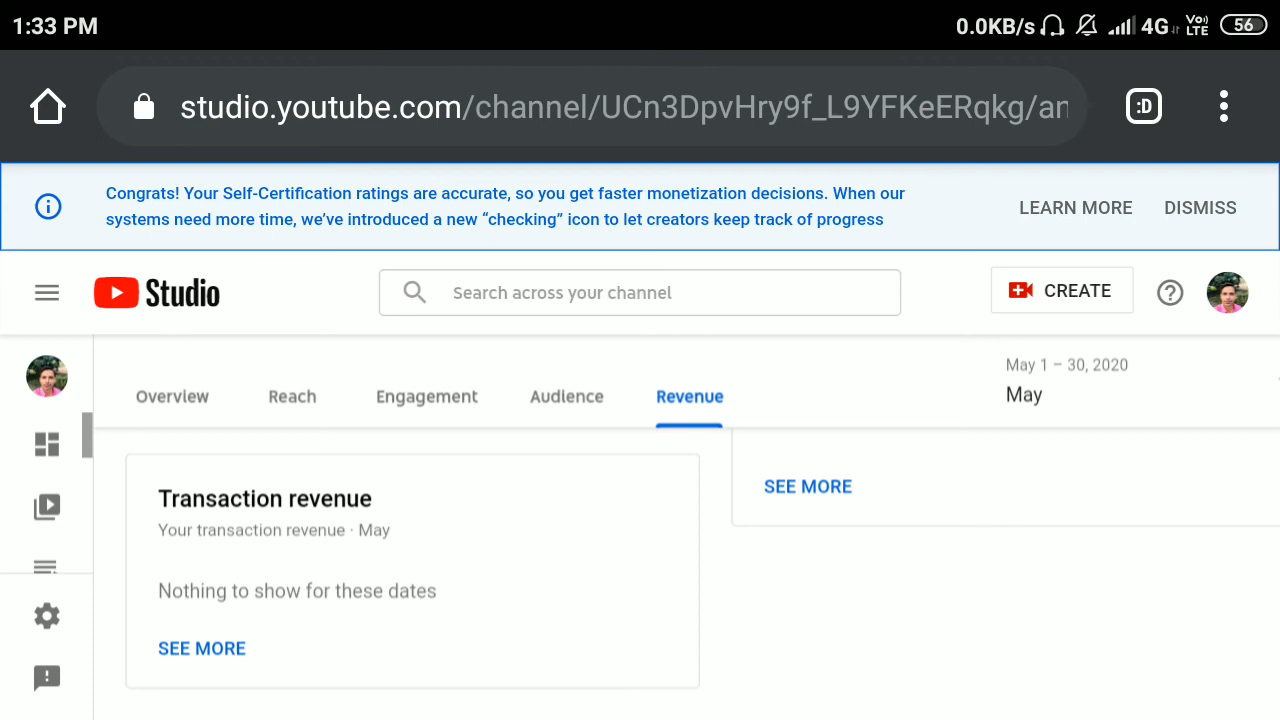 1:33 PM
0.0KB/s
4G
Vo)) LTE
56
studio.youtube.com/channel/UCn3DpvHry9f_L9YFKeERqkg/an
:D
Congrats! Your Self-Certification ratings are accurate, so you get faster monetization decisions. When our
systems need more time, we've introduced a new “checking” icon to let creators keep track of progress
LEARN MORE
DISMISS
Studio
Search across your channel
CREATE
May 1 – 30, 2020
May
Overview
Reach
Engagement
Audience
Revenue
Transaction revenue
Your transaction revenue · May
Nothing to show for these dates
SEE MORE
SEE MORE